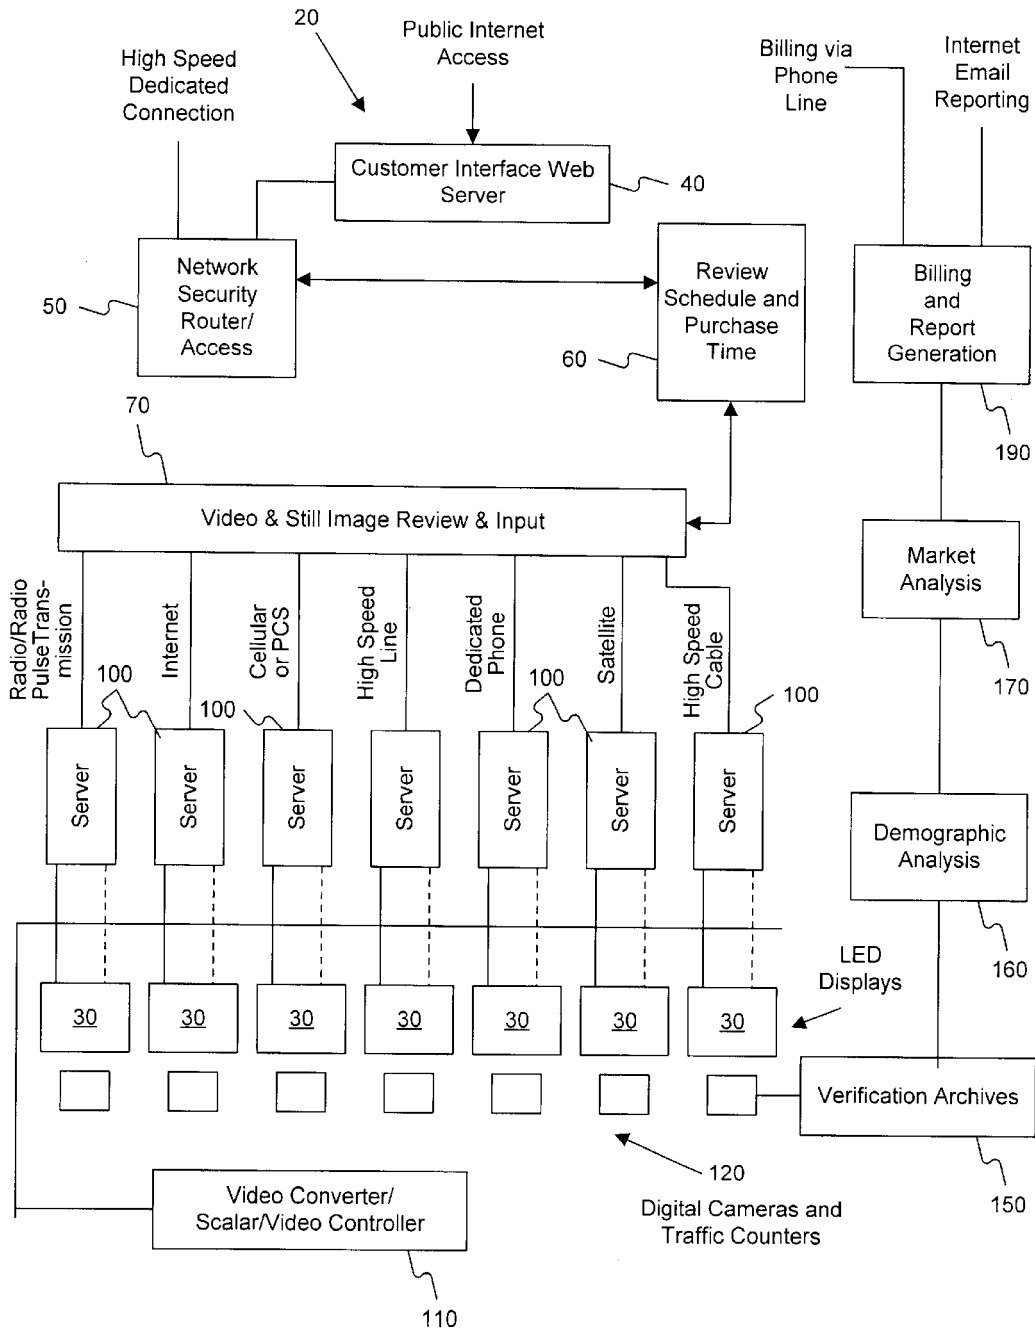 20
Public Internet
Access
High Speed
Dedicated
Connection
Billing via
Phone
Line
Internet
Email
Reporting
Customer Interface Web
Server
40
Network
Security
Router/
Access
50
Review
Schedule and
Purchase
Time
60
Billing
and
Report
Generation
190
70
Video & Still Image Review & Input
Market
Analysis
170
Radio/Radio
PulseTrans-
mission
Internet
Cellular
or PCS
High Speed
Line
Dedicated
Phone
Satellite
High Speed
Cable
100
100
100
100
Server
Server
Server
Server
Server
Server
Server
Demographic
Analysis
160
LED
Displays
30
30
30
30
30
30
30
Verification Archives
150
120
Digital Cameras and
Traffic Counters
Video Converter/
Scalar/Video Controller
110